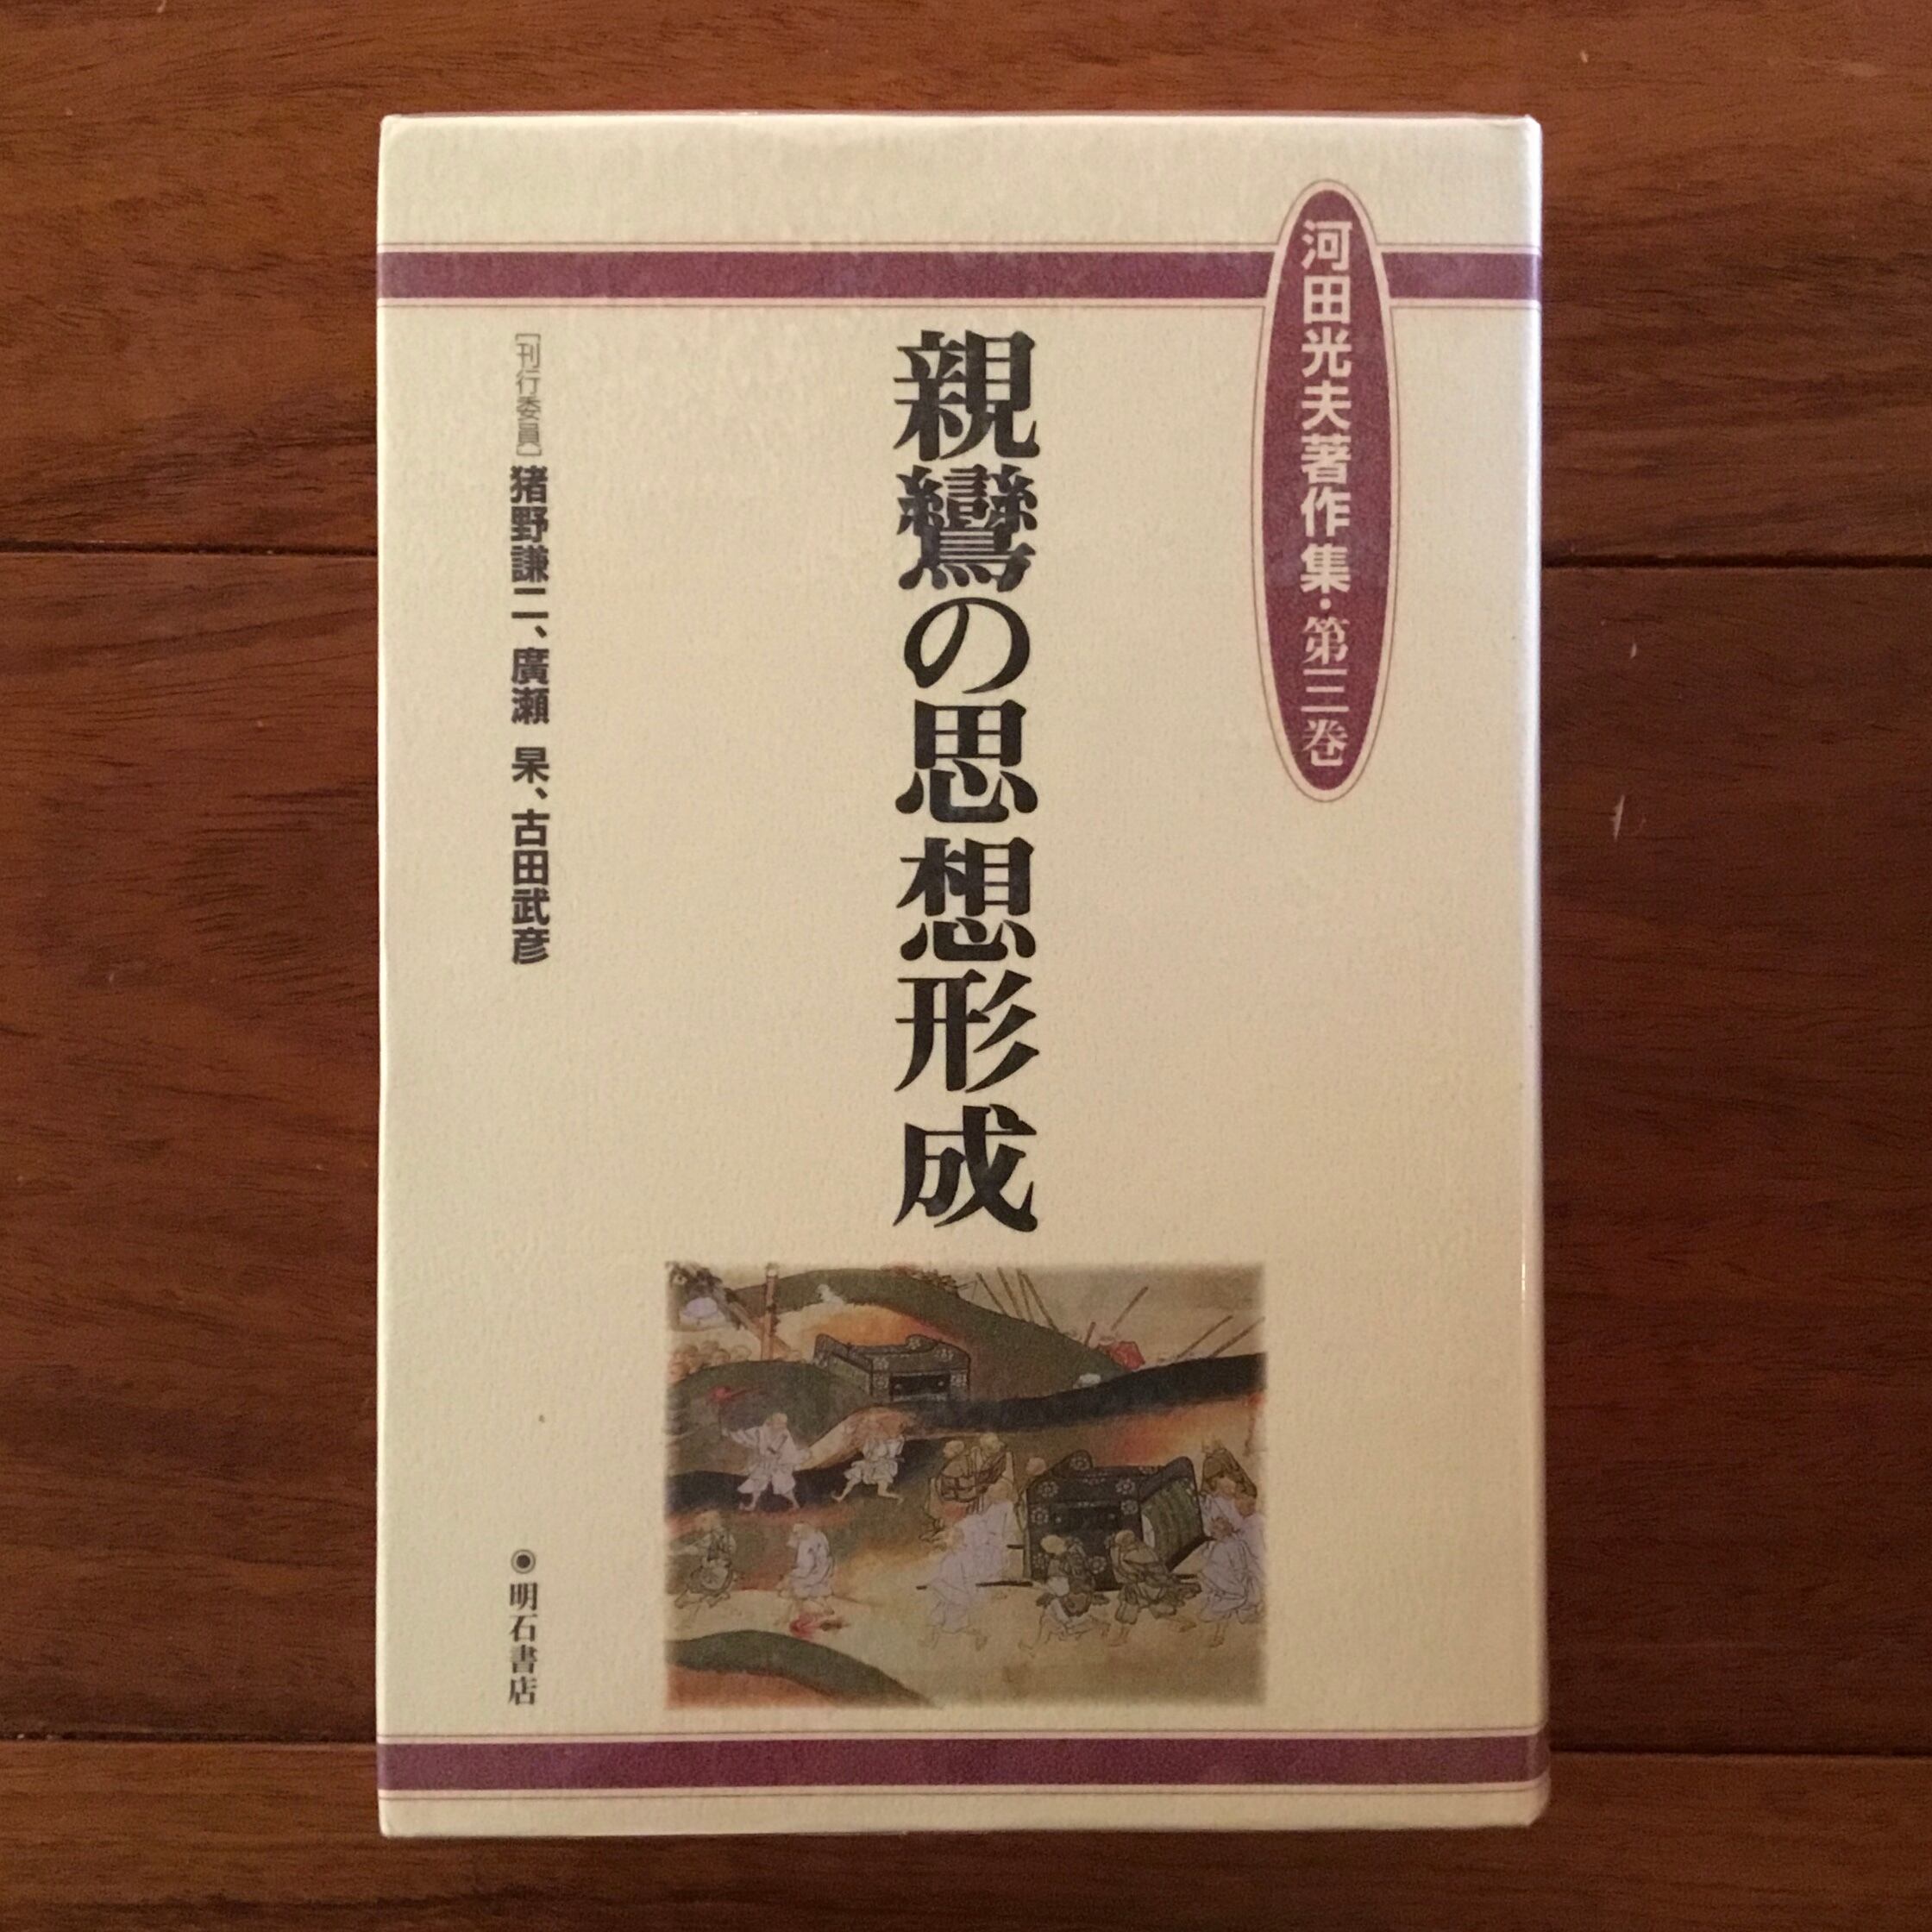 河田光夫著作集・第三巻
親鸞の思想形成
[刊行委員]猪野謙二、廣瀬 杲、古田武彦
◉明石書店